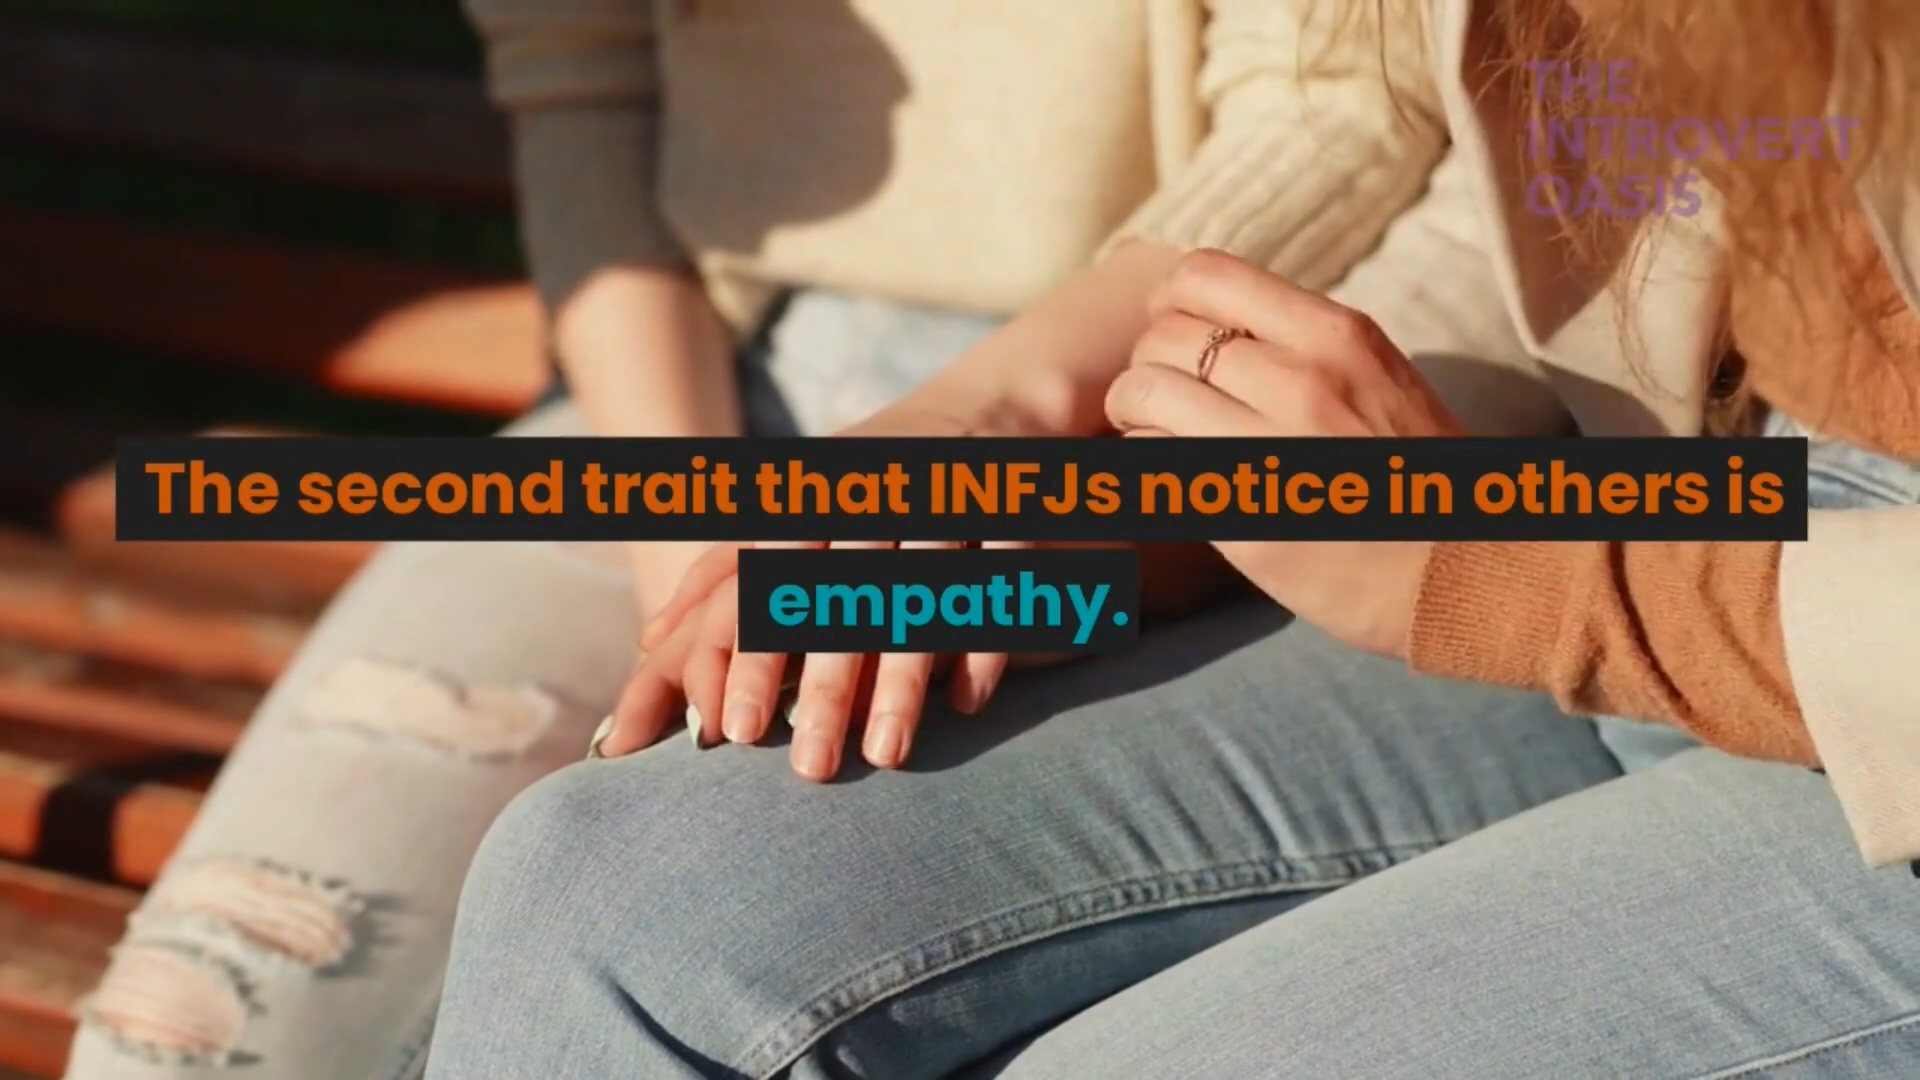 THE
INTROVERT
OASIS
The second trait that INFJs notice in others is
empathy.